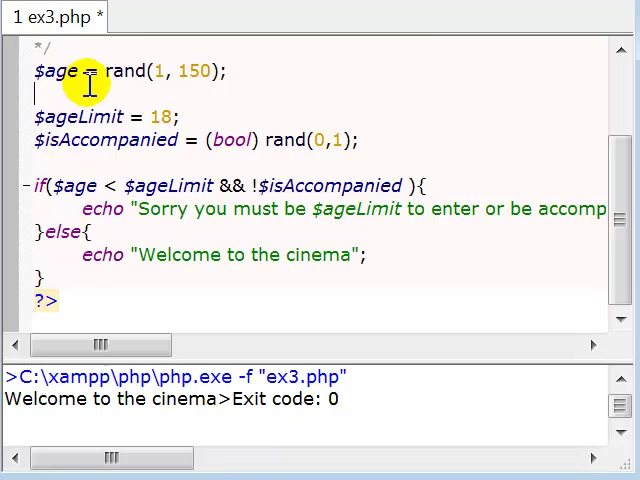 1 ex3.php *
*/
$age = rand(1, 150);
$ageLimit = 18;
$isAccompanied = (bool) rand(0,1);
if($age < $ageLimit && !$isAccompanied ){
echo "Sorry you must be $ageLimit to enter or be accomp
}else{
echo "Welcome to the cinema";
}
?>
>C:\xampp\php\php.exe -f "ex3.php"
Welcome to the cinema>Exit code: 0